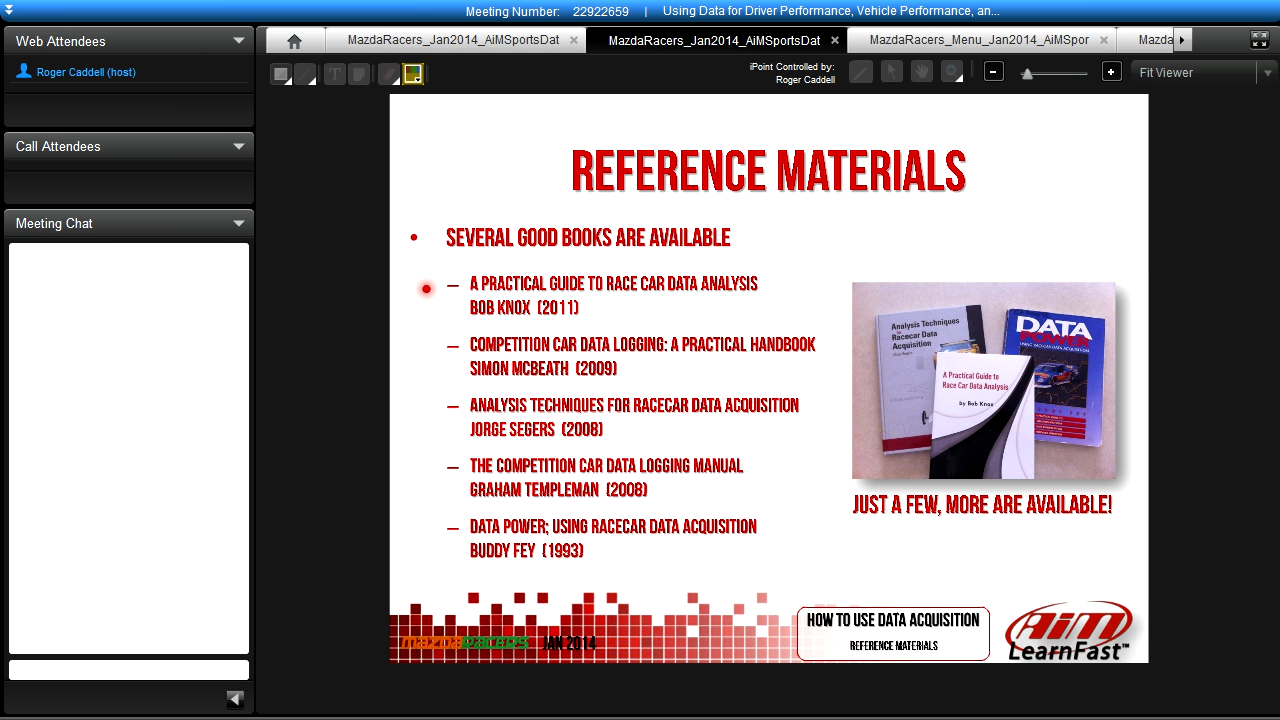 Meeting Number: 22922659 | Using Data for Driver Performance, Vehicle Performance, an...
Web Attendees
Roger Caddell (host)
Call Attendees
Meeting Chat
MazdaRacers_Jan2014_AiMSportsDat
MazdaRacers_Jan2014_AiMSportsDat
MazdaRacers_Menu_Jan2014_AiMSpor
Mazda
iPoint Controlled by:
Roger Caddell
Fit Viewer
REFERENCE MATERIALS
• SEVERAL GOOD BOOKS ARE AVAILABLE
– A PRACTICAL GUIDE TO RACE CAR DATA ANALYSIS
BOB KNOX (2011)
– COMPETITION CAR DATA LOGGING: A PRACTICAL HANDBOOK
SIMON MCBEATH (2009)
– ANALYSIS TECHNIQUES FOR RACECAR DATA ACQUISITION
JORGE SEGERS (2008)
– THE COMPETITION CAR DATA LOGGING MANUAL
GRAHAM TEMPLEMAN (2008)
– DATA POWER; USING RACECAR DATA ACQUISITION
BUDDY FEY (1993)
Analysis Techniques
for Racecar Data
Acquisition
DATA
POWER
USING RACECAR DATA ACQUISITION
A Practical Guide to
Race Car Data Analysis
by Bob Knox
JUST A FEW, MORE ARE AVAILABLE!
MAZDARACERS JAN 2014
HOW TO USE DATA ACQUISITION
REFERENCE MATERIALS
AiM
LearnFast™